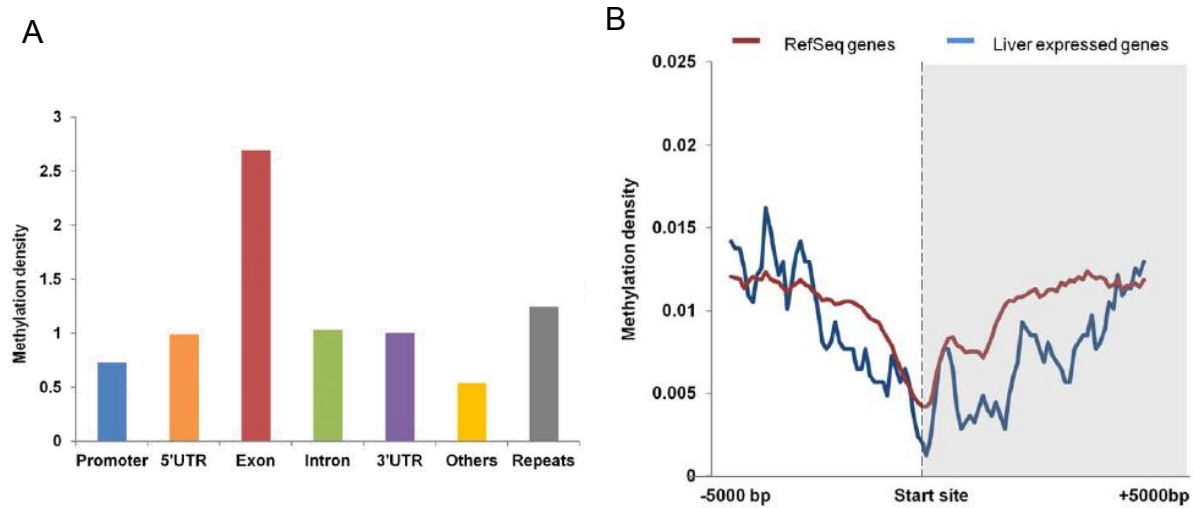 A
Methylation density
3
2.5
2
1.5
1
0.5
0
Promoter 5'UTR Exon Intron 3'UTR Others Repeats
B
RefSeq genes Liver expressed genes
Methylation density
0.025
0.02
0.015
0.01
0.005
0
-5000 bp Start site +5000bp